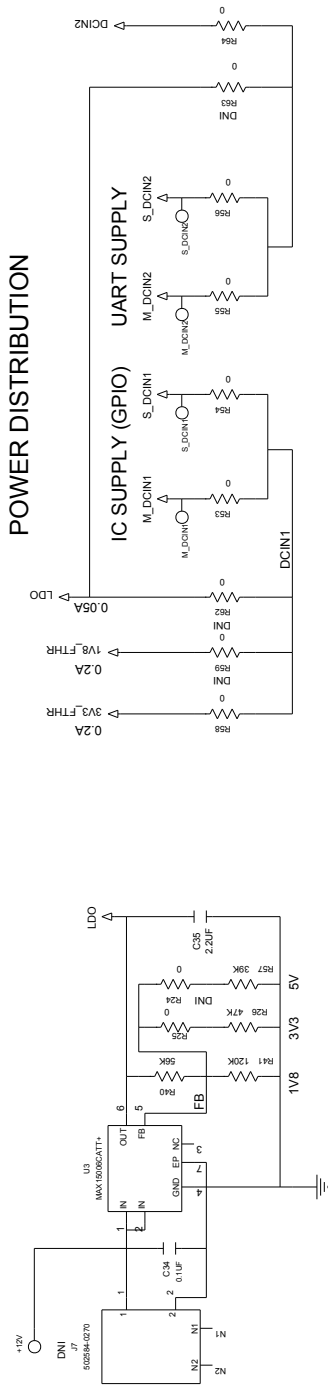 POWER DISTRIBUTION
+12V
DNI
J7
502584-0270
1
2
N1
N2
N1
N2
C34
0.1UF
U3
MAX15006CATT+
1
2
IN
IN
OUT
FB
EP
NC
GND
6
5
7
3
4
LDO
R40
56K
R41
120K
FB
R25
0
R26
47K
R24
0
DNI
R57
39K
C35
2.2UF
1V8
3V3
5V
3V3_FTHR
0.2A
R58
0
1V8_FTHR
0.2A
R59
0
DNI
LDO
0.05A
R62
0
DNI
DCIN1
IC SUPPLY (GPIO)
M_DCIN1
M_DCIN1
R53
0
S_DCIN1
S_DCIN1
R54
0
UART SUPPLY
M_DCIN2
M_DCIN2
R55
0
S_DCIN2
S_DCIN2
R56
0
R63
0
DNI
DCIN2
R64
0